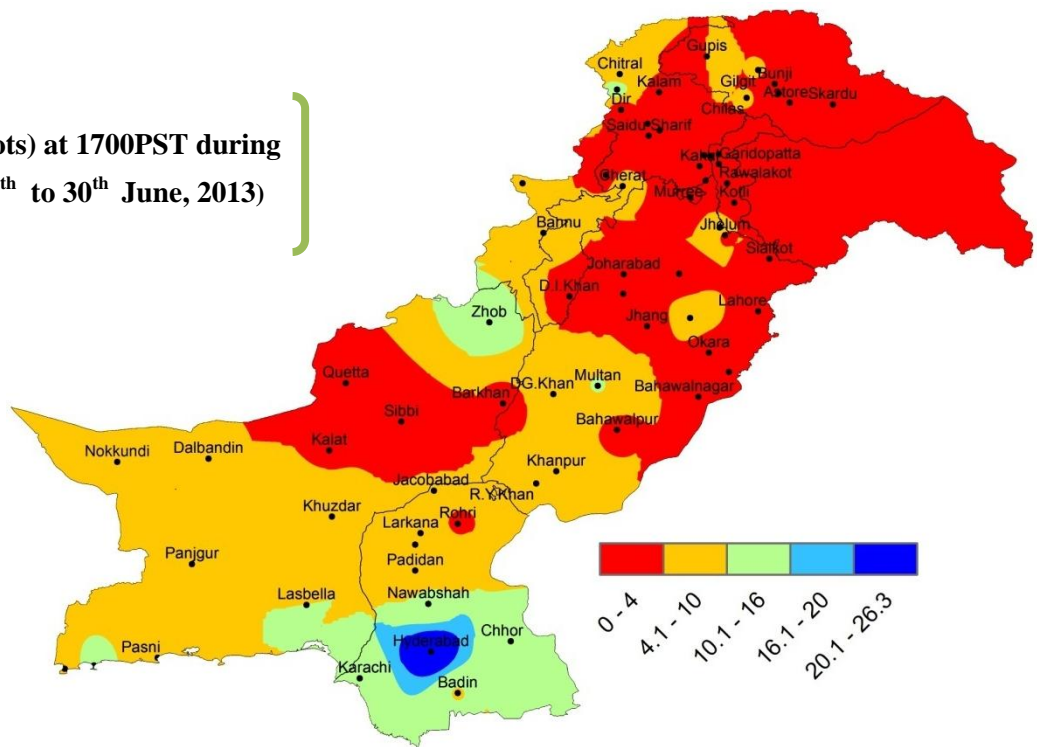 ots) at 1700PST during
th to 30th June, 2013)
Gupis
Chitral
Bunji
Kalam
Gilgit
Astore Skardu
Dir
Chilas
Saidu Sharif
Garidopatta
Rawalakot
Cherat
Murree Kotli
Bannu
Jhelum
Sialkot
Joharabad
D.I.Khan
Zhob
Lahore
Jhang
Okara
Quetta
Multan
Barkhan
DG.Khan
Bahawalnagar
Sibbi
Bahawalpur
Kalat
Nokkundi
Dalbandin
Khanpur
Jacobabad
R.Y.Khan
Khuzdar
Rohri
Larkana
Panjgur
Padidan
Lasbella
Nawabshah
Hyderabad
Chhor
Pasni
Karachi
Badin
0 - 4
4.1 - 10
10.1 - 16
16.1 - 20
20.1 - 26.3